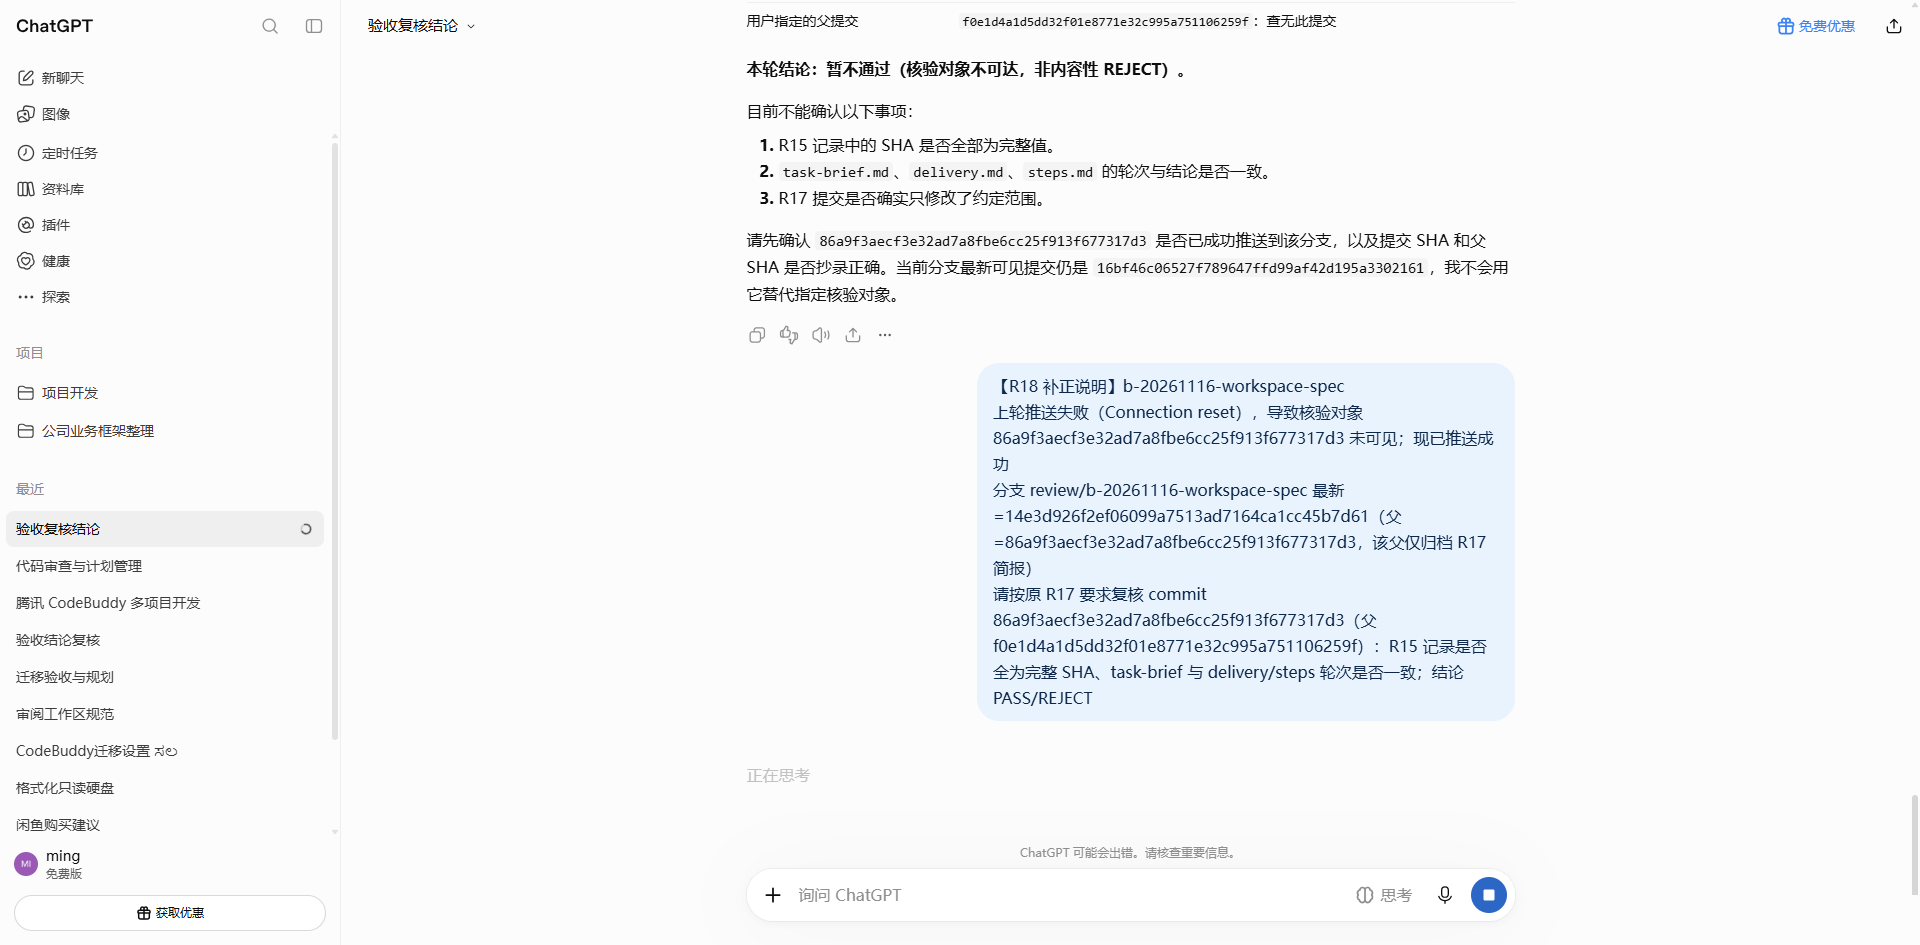 ChatGPT
新聊天
图像
定时任务
资料库
插件
健康
探索
项目
项目开发
公司业务框架整理
最近
验收复核结论
代码审查与计划管理
腾讯 CodeBuddy 多项目开发
验收结论复核
迁移验收与规划
审阅工作区规范
CodeBuddy迁移设置
格式化只读硬盘
闲鱼购买建议
MI
ming
免费版
获取优惠
验收复核结论
免费优惠
用户指定的父提交 f0e1d4a1d5dd32f01e8771e32c995a751106259f：查无此提交
本轮结论：暂不通过（核验对象不可达，非内容性 REJECT）。
目前不能确认以下事项：
1. R15 记录中的 SHA 是否全部为完整值。
2. task-brief.md、delivery.md、steps.md 的轮次与结论是否一致。
3. R17 提交是否确实只修改了约定范围。
请先确认 86a9f3aecf3e32ad7a8fbe6cc25f913f677317d3 是否已成功推送到该分支，以及提交 SHA 和父
SHA 是否抄录正确。当前分支最新可见提交仍是 16bf46c06527f789647ffd99af42d195a3302161，我不会用
它替代指定核验对象。
【R18 补正说明】b-20261116-workspace-spec
上轮推送失败（Connection reset），导致核验对象
86a9f3aecf3e32ad7a8fbe6cc25f913f677317d3 未可见；现已推送成
功
分支 review/b-20261116-workspace-spec 最新
=14e3d926f2ef06099a7513ad7164ca1cc45b7d61（父
=86a9f3aecf3e32ad7a8fbe6cc25f913f677317d3，该父仅归档 R17
简报）
请按原 R17 要求复核 commit
86a9f3aecf3e32ad7a8fbe6cc25f913f677317d3（父
f0e1d4a1d5dd32f01e8771e32c995a751106259f）：R15 记录是否
全为完整 SHA、task-brief 与 delivery/steps 轮次是否一致；结论
PASS/REJECT
正在思考
ChatGPT 可能会出错。请核查重要信息。
询问 ChatGPT
思考